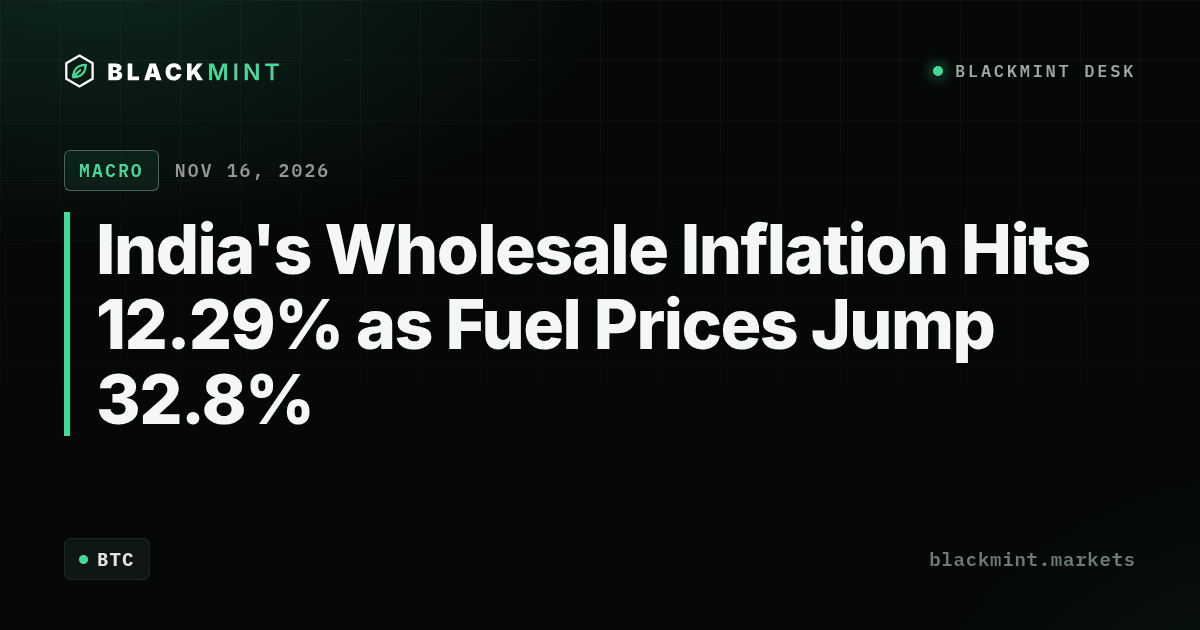 BLACKMINT
BLACKMINT DESK
MACRO
NOV 16, 2026
India's Wholesale Inflation Hits
12.29% as Fuel Prices Jump
32.8%
BTC
blackmint.markets